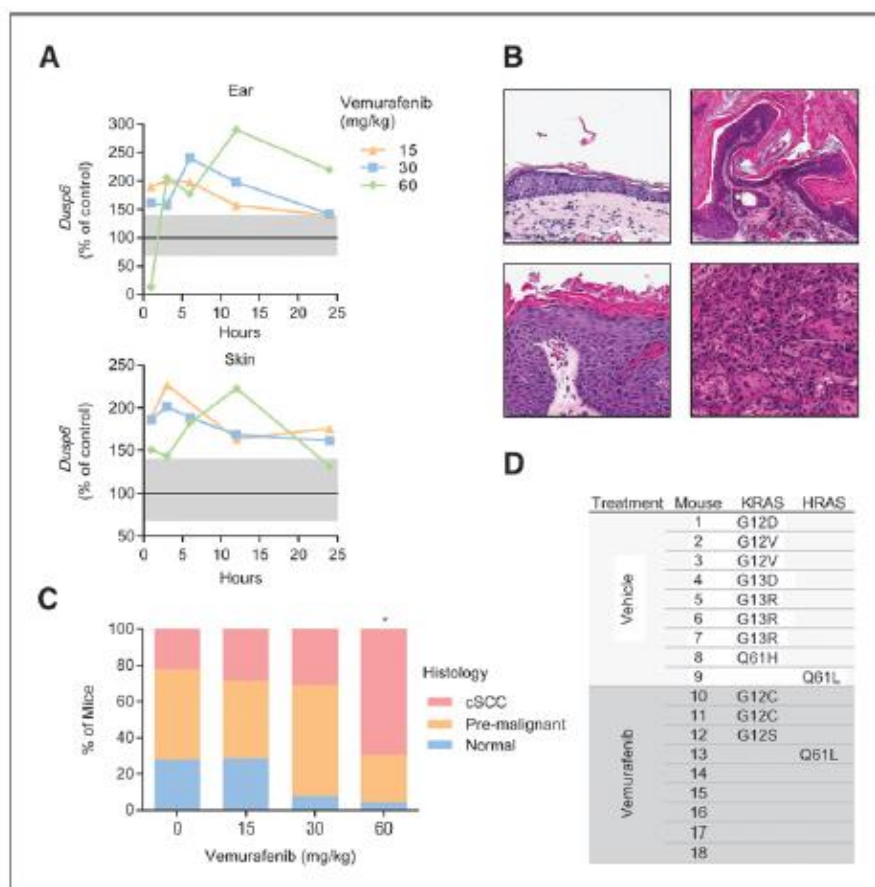 A
Ear
Vemurafenib
(mg/kg)
15
30
60
300
250
200
150
100
50
0
Dusp6
(% of control)
0 5 10 15 20 25
Hours
Skin
250
200
150
100
50
Dusp6
(% of control)
0 5 10 15 20 25
Hours
B
C
100
80
60
40
20
0
% of Mice
*
Histology
cSCC
Pre-malignant
Normal
0 15 30 60
Vemurafenib (mg/kg)
D
Treatment Mouse KRAS HRAS
Vehicle
1 G12D
2 G12V
3 G12V
4 G13D
5 G13R
6 G13R
7 G13R
8 Q61H
9 Q61L
Vemurafenib
10 G12C
11 G12C
12 G12S
13 Q61L
14
15
16
17
18